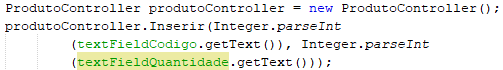 ProdutoController produtoController = new ProdutoController();
produtoController.Inserir(Integer.parseInt
(textFieldCodigo.getText()), Integer.parseInt
(textFieldQuantidade.getText()));